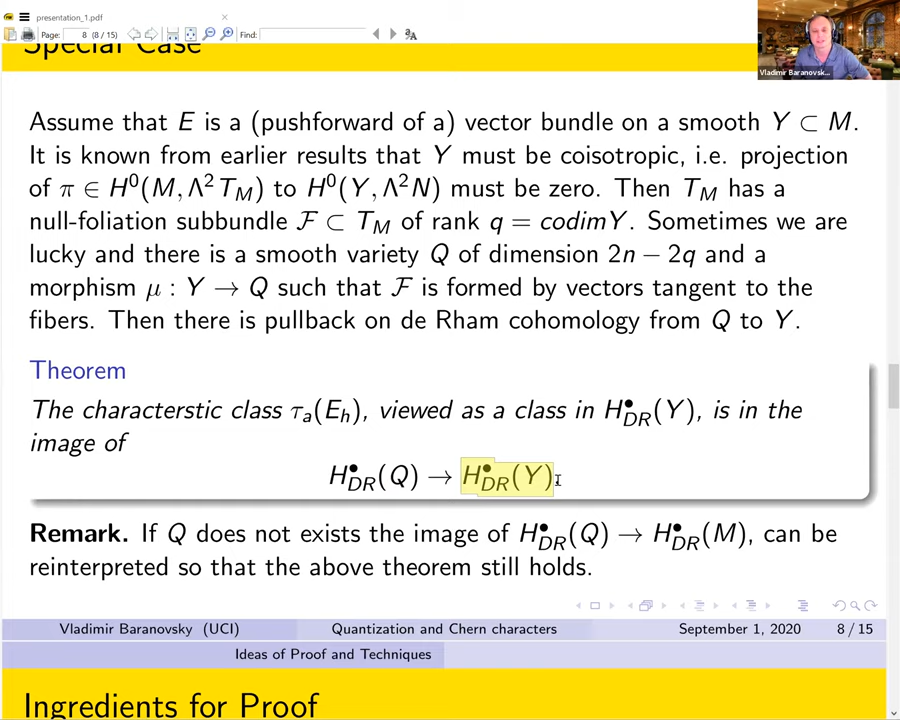 presentation_1.pdf
Page: 8 (8 / 15) Find:
Special Case
Vladimir Baranovsk...
Assume that E is a (pushforward of a) vector bundle on a smooth Y ⊂ M.
It is known from earlier results that Y must be coisotropic, i.e. projection
of π ∈ H⁰(M, Λ²T_M) to H⁰(Y, Λ²N) must be zero. Then T_M has a
null-foliation subbundle ℱ ⊂ T_M of rank q = codimY. Sometimes we are
lucky and there is a smooth variety Q of dimension 2n − 2q and a
morphism μ : Y → Q such that ℱ is formed by vectors tangent to the
fibers. Then there is pullback on de Rham cohomology from Q to Y.
Theorem
The characterstic class τ_a(E_h), viewed as a class in H^•_DR(Y), is in the
image of
H^•_DR(Q) → H^•_DR(Y)
Remark. If Q does not exists the image of H^•_DR(Q) → H^•_DR(M), can be
reinterpreted so that the above theorem still holds.
Vladimir Baranovsky (UCI) Quantization and Chern characters September 1, 2020 8 / 15
Ideas of Proof and Techniques
Ingredients for Proof